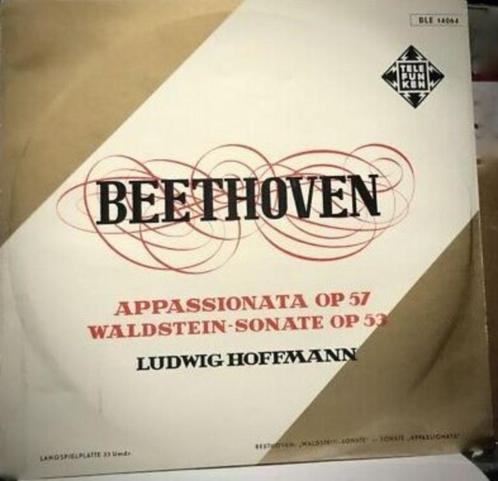 BLE 14064
TELE
FUN
KEN
BEETHOVEN
APPASSIONATA OP 57
WALDSTEIN-SONATE OP 53
LUDWIG HOFFMANN
BEETHOVEN: „WALDSTEIN-SONATE" — SONATE „APPASSIONATA"
LANGSPIELPLATTE 33 Umdr